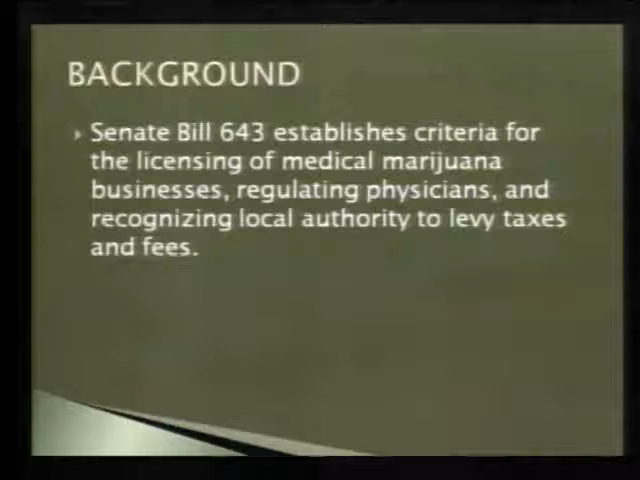 BACKGROUND
Senate Bill 643 establishes criteria for
the licensing of medical marijuana
businesses, regulating physicians, and
recognizing local authority to levy taxes
and fees.